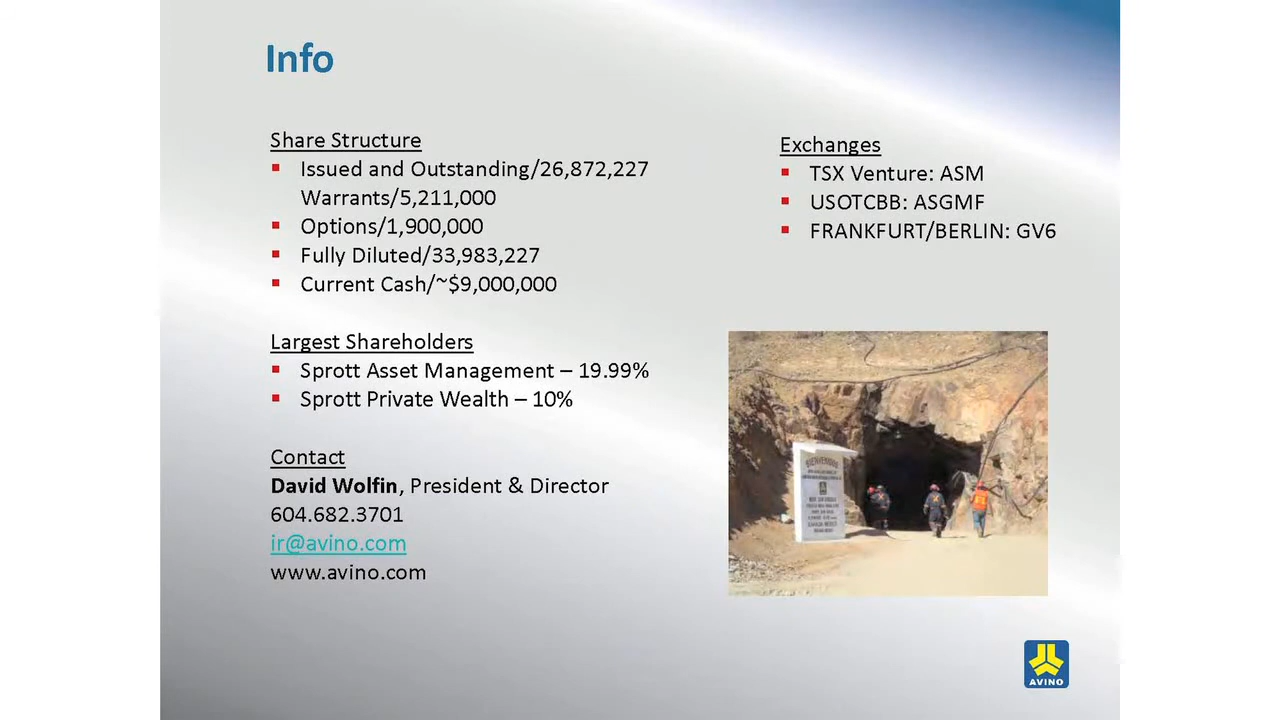 Info
Share Structure
Issued and Outstanding/26,872,227
Warrants/5,211,000
Options/1,900,000
Fully Diluted/33,983,227
Current Cash/~$9,000,000
Largest Shareholders
Sprott Asset Management – 19.99%
Sprott Private Wealth – 10%
Contact
David Wolfin, President & Director
604.682.3701
ir@avino.com
www.avino.com
Exchanges
TSX Venture: ASM
USOTCBB: ASGMF
FRANKFURT/BERLIN: GV6
BIENVENIDOS
AVINO